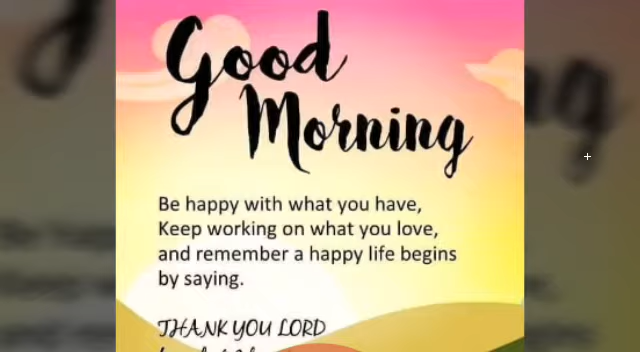 Good
Morning
Be happy with what you have,
Keep working on what you love,
and remember a happy life begins
by saying.
THANK YOU LORD